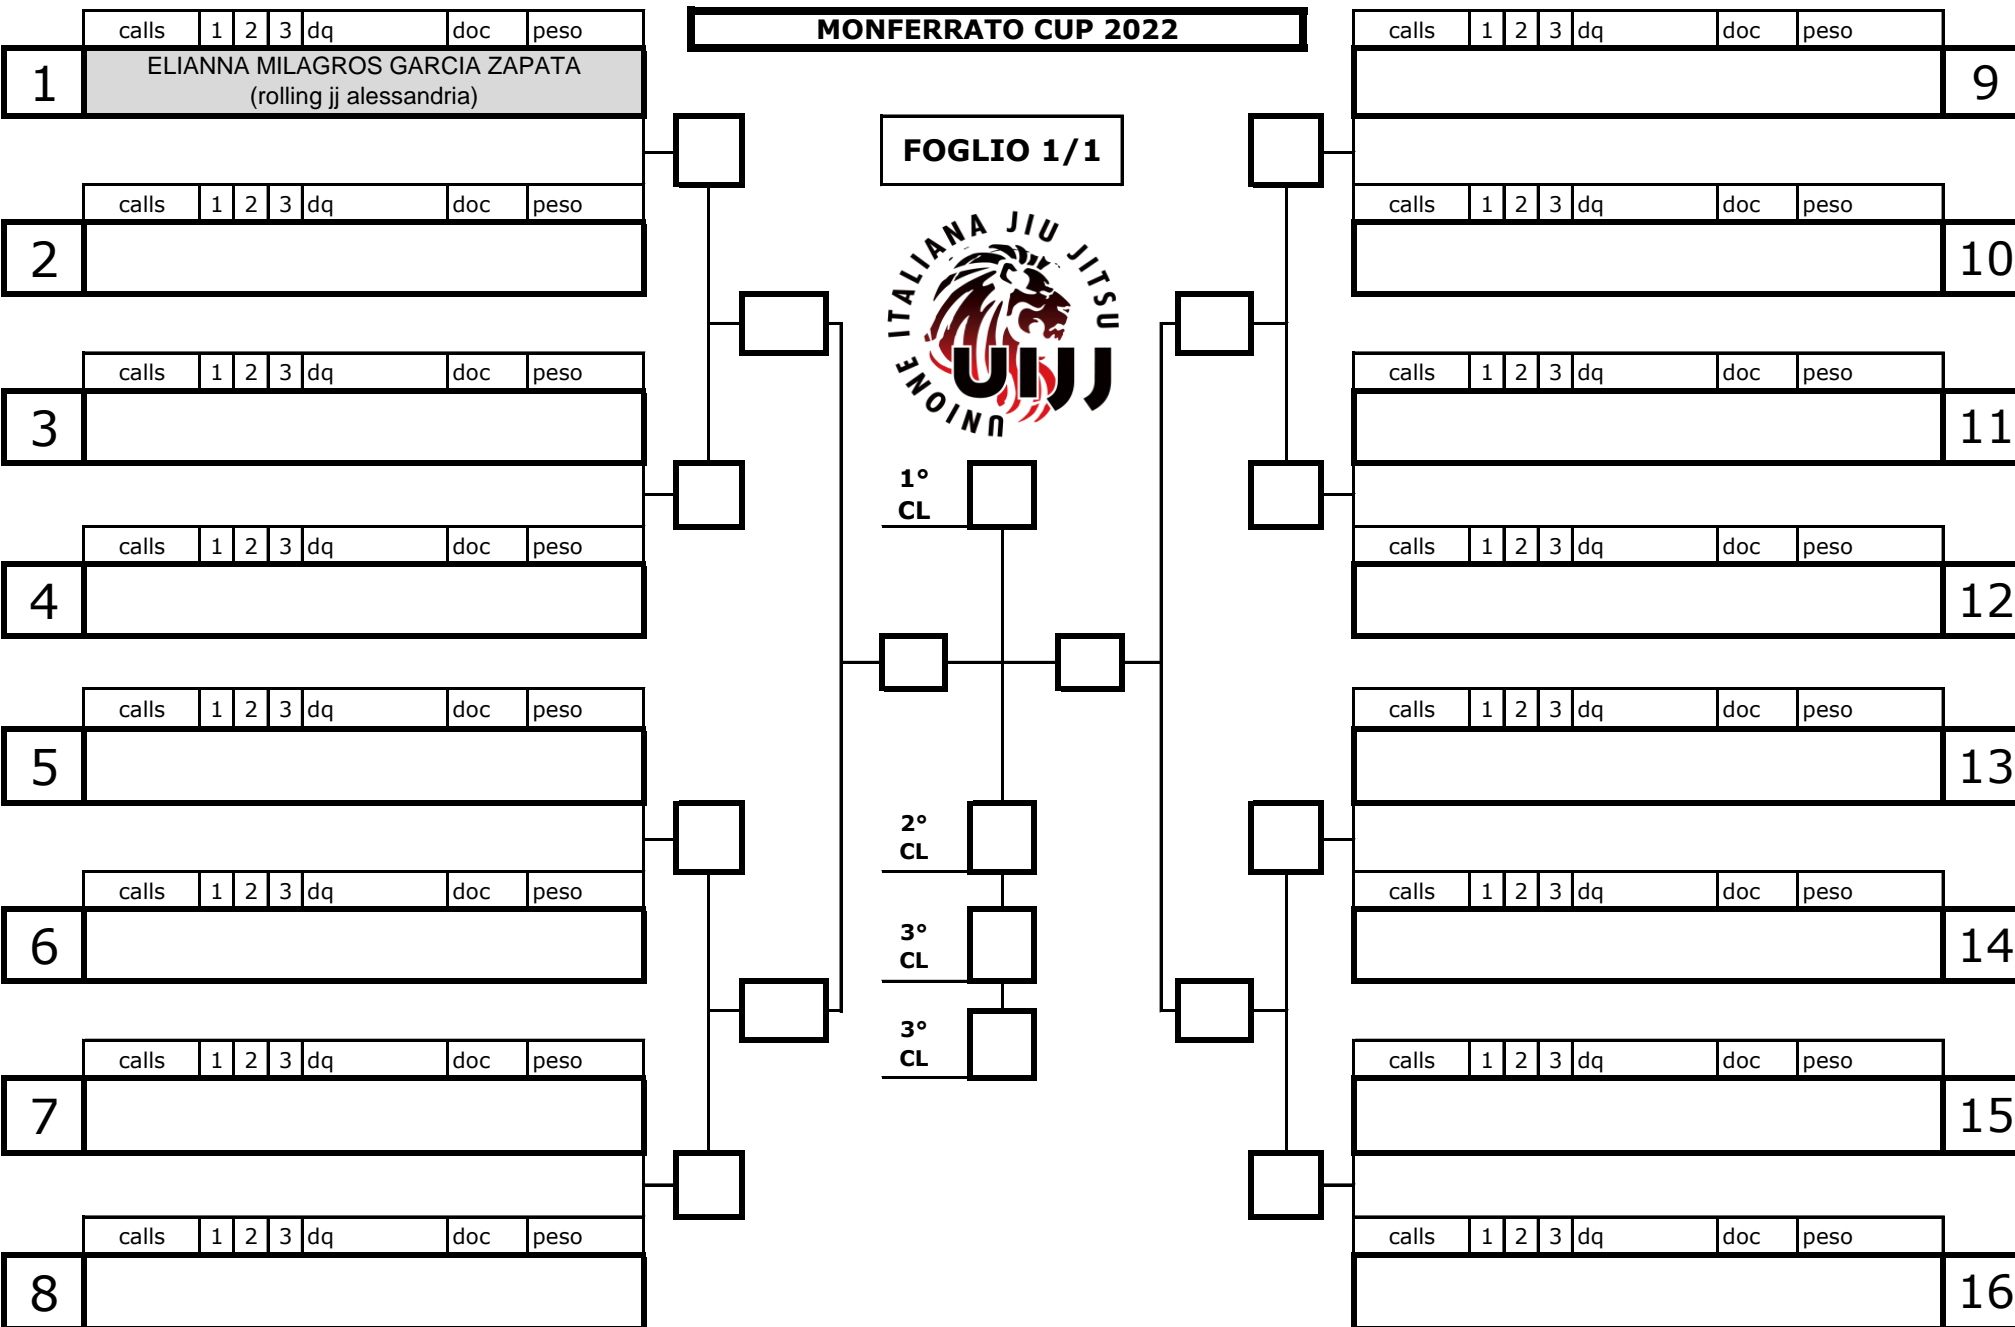 MONFERRATO CUP 2022
calls 1 2 3 dq doc peso
1 ELIANNA MILAGROS GARCIA ZAPATA
(rolling jj alessandria)
calls 1 2 3 dq doc peso
2
calls 1 2 3 dq doc peso
3
calls 1 2 3 dq doc peso
4
calls 1 2 3 dq doc peso
5
calls 1 2 3 dq doc peso
6
calls 1 2 3 dq doc peso
7
calls 1 2 3 dq doc peso
8
FOGLIO 1/1
UNIONE ITALIANA JIU JITSU
UIJJ
1°
CL
2°
CL
3°
CL
3°
CL
calls 1 2 3 dq doc peso
9
calls 1 2 3 dq doc peso
10
calls 1 2 3 dq doc peso
11
calls 1 2 3 dq doc peso
12
calls 1 2 3 dq doc peso
13
calls 1 2 3 dq doc peso
14
calls 1 2 3 dq doc peso
15
calls 1 2 3 dq doc peso
16